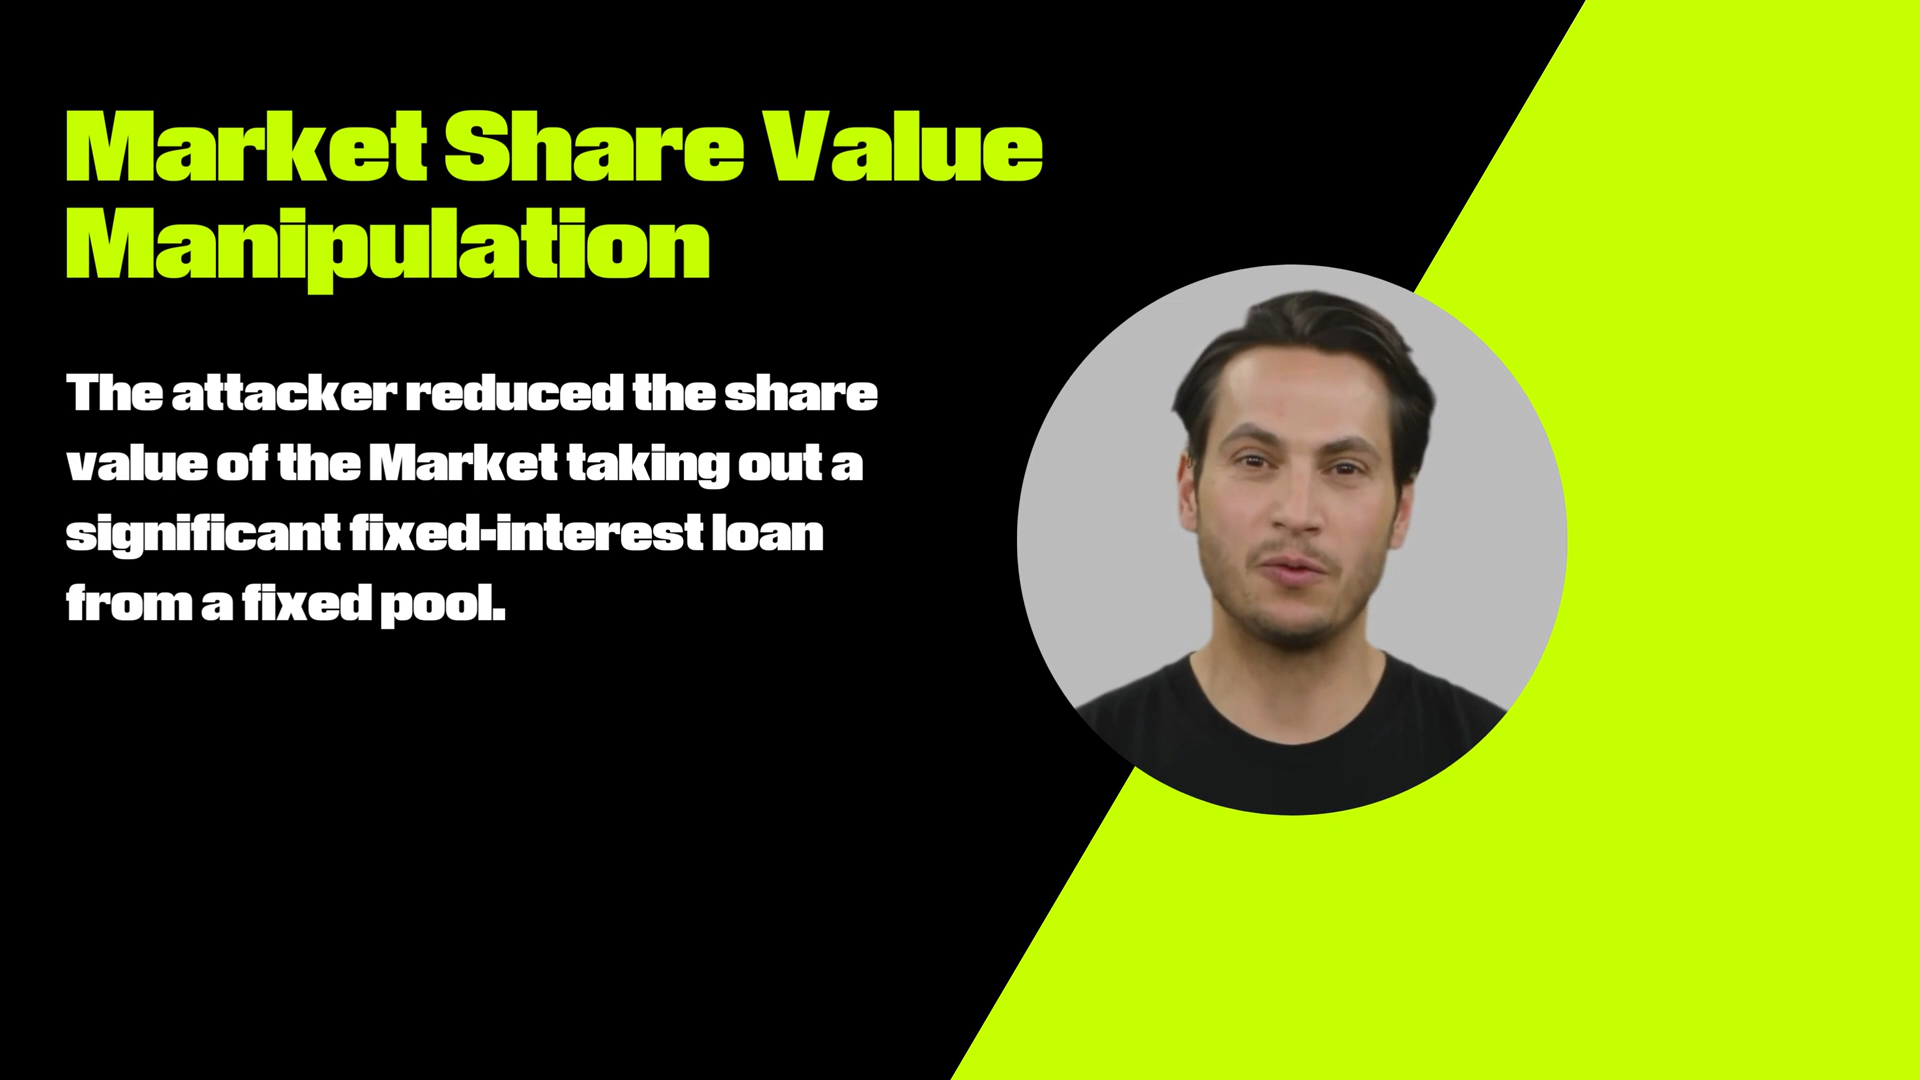 Market Share Value
Manipulation
The attacker reduced the share
value of the Market taking out a
significant fixed-interest loan
from a fixed pool.